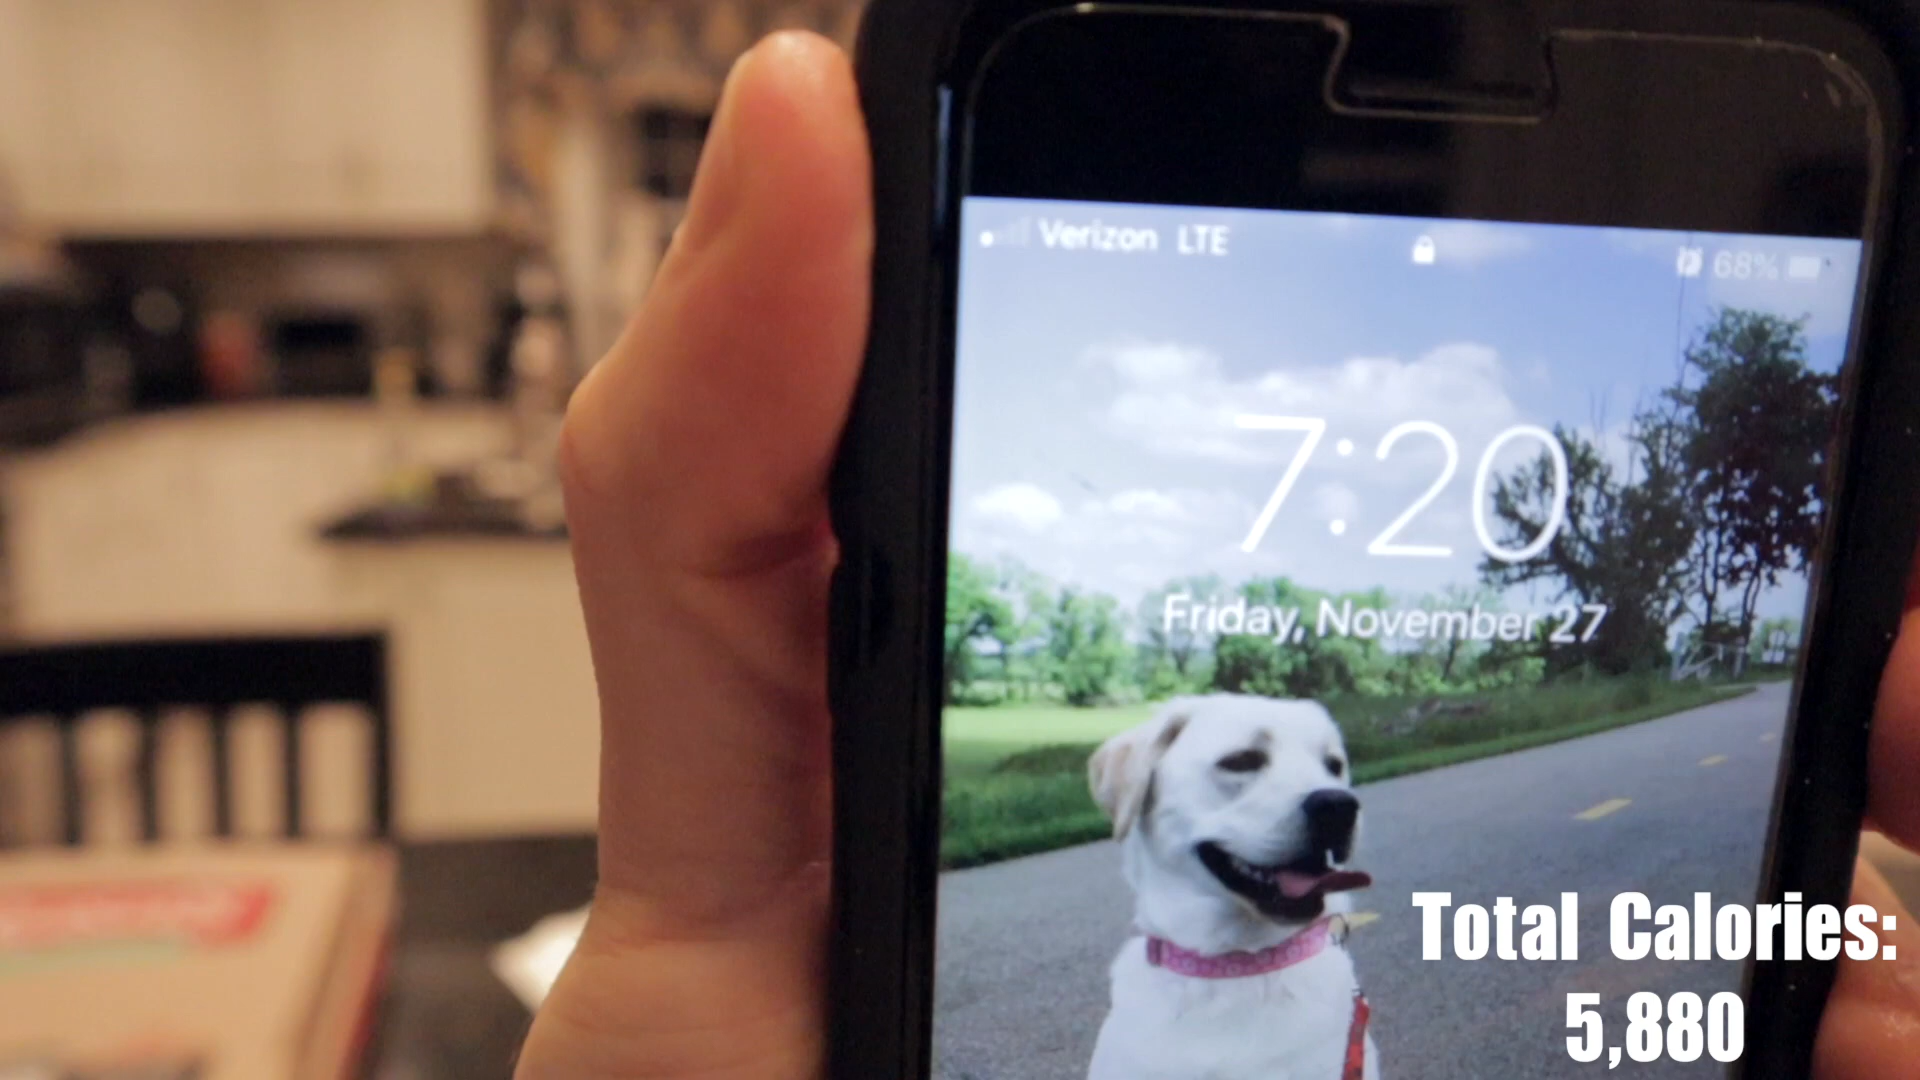 Verizon LTE 68%
7:20
Friday, November 27
Total Calories:
5,880